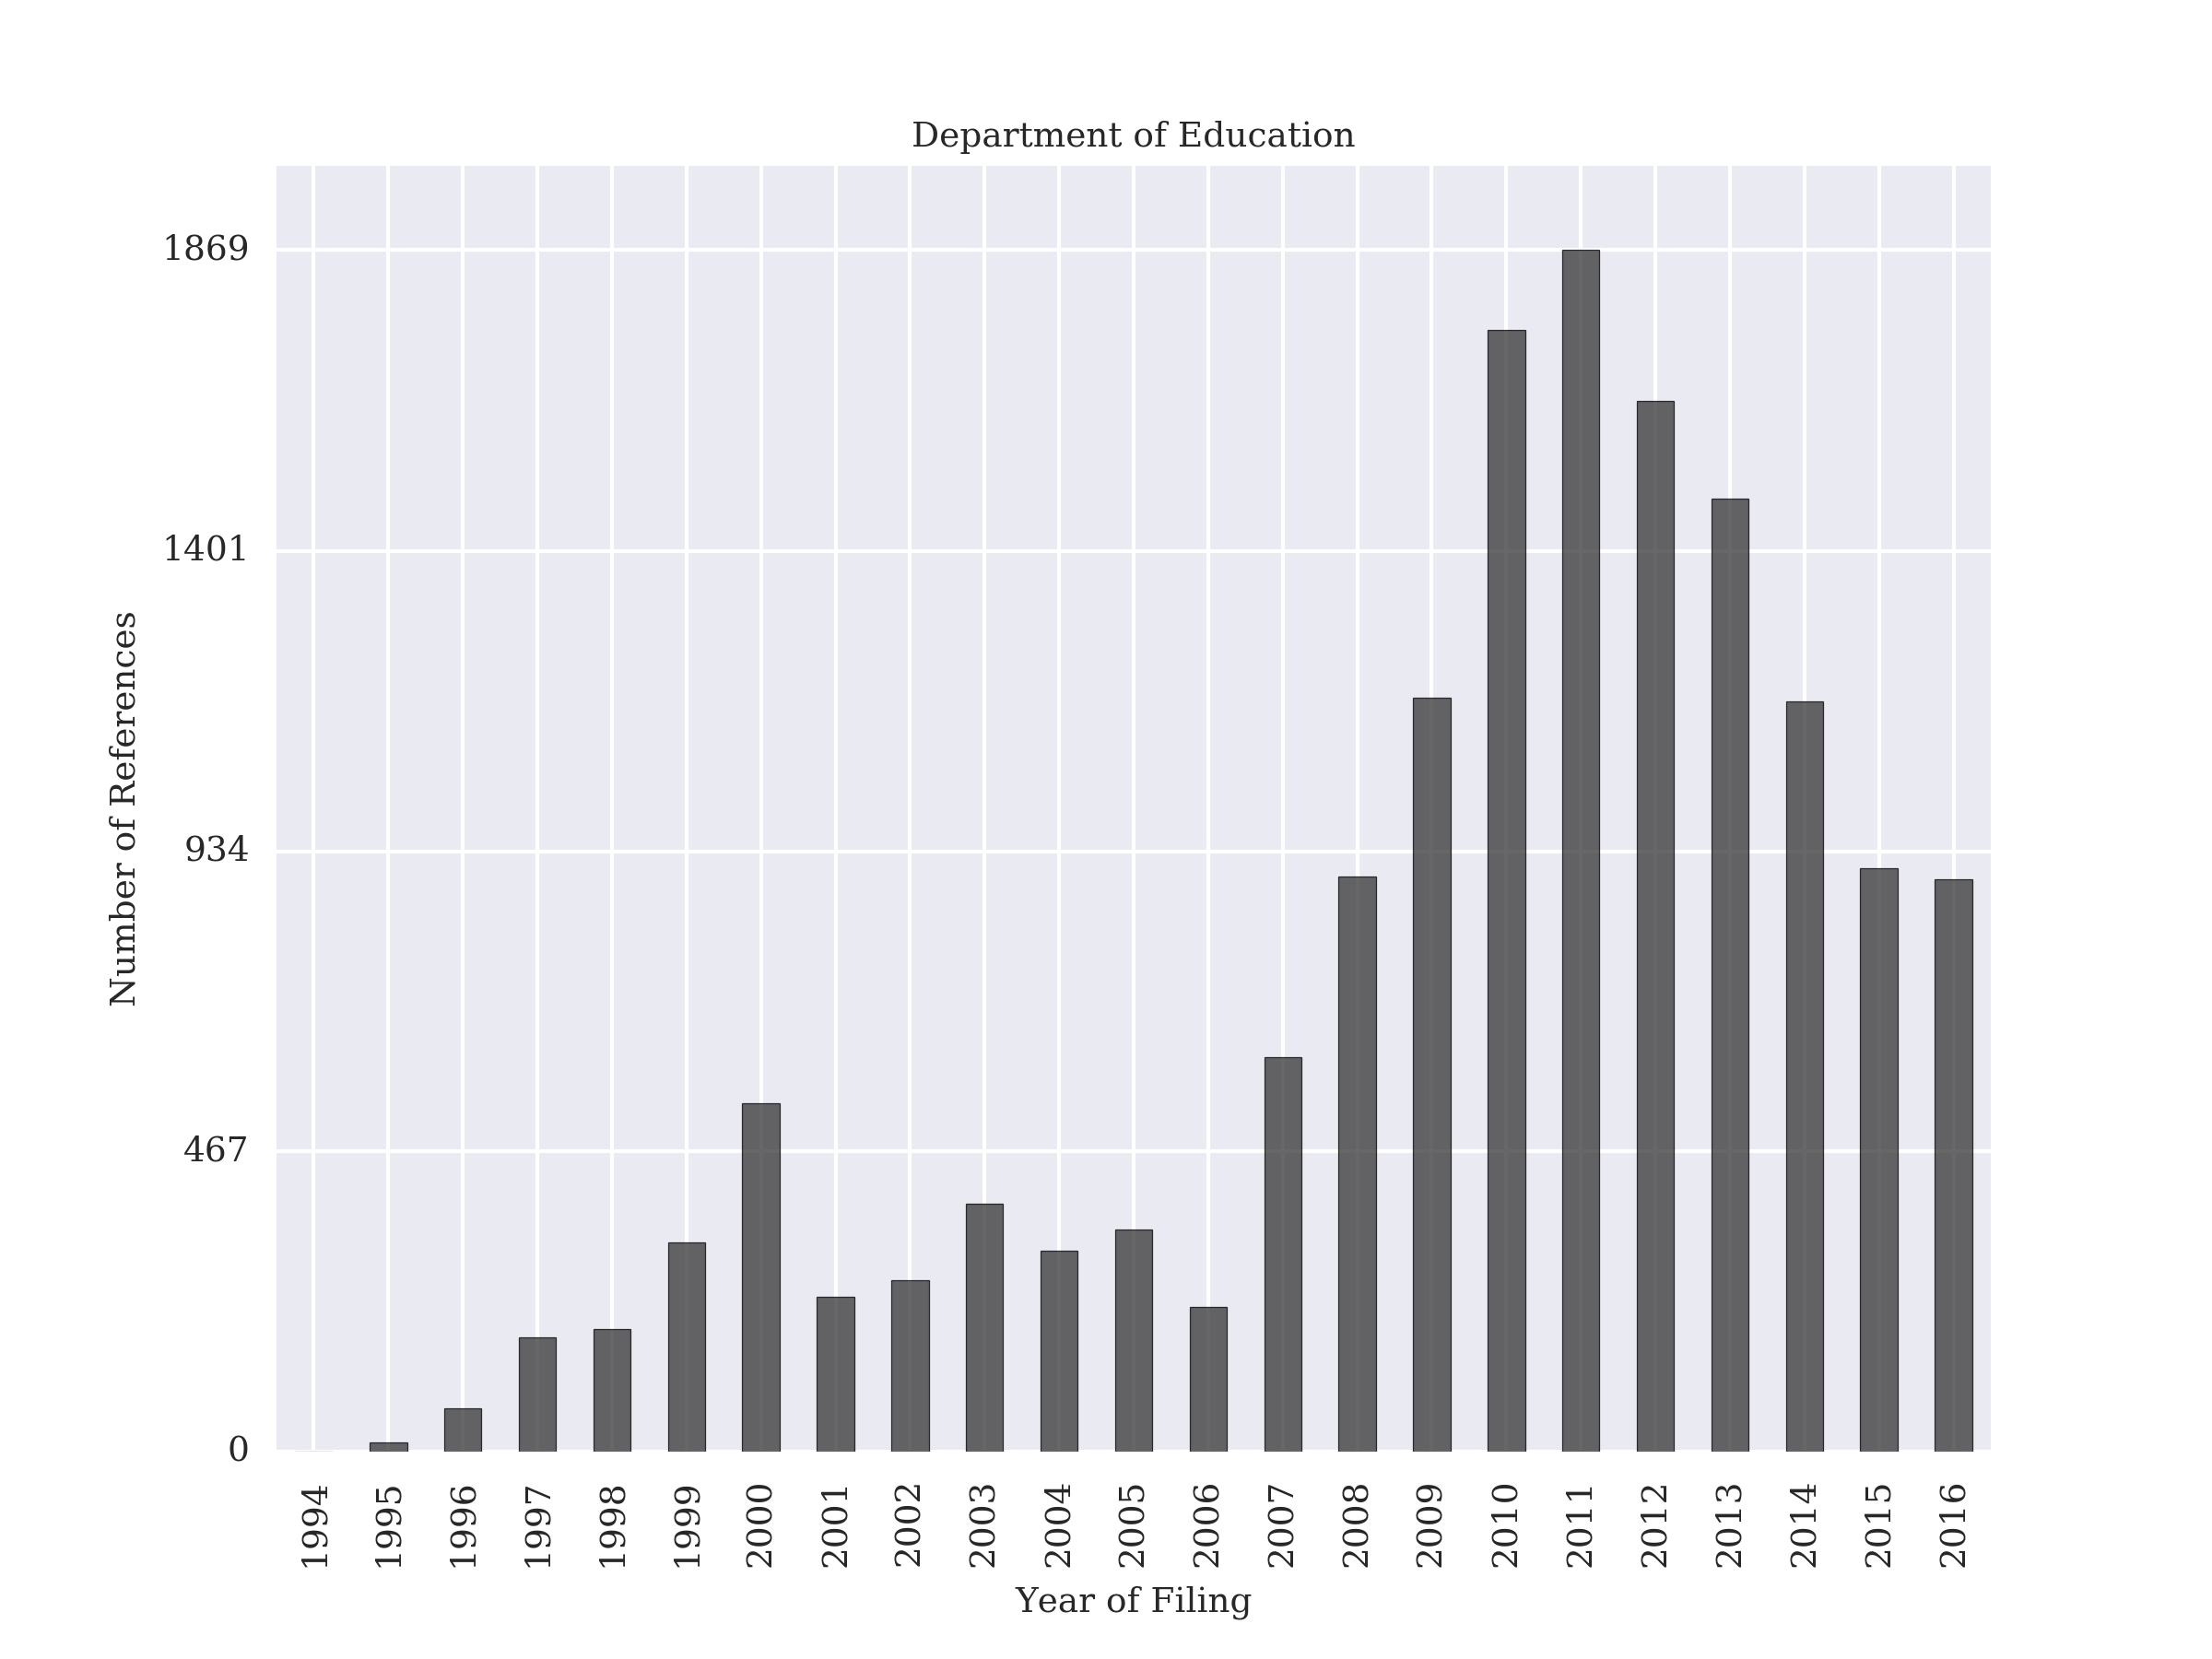 Department of Education
Number of References
1869
1401
934
467
0
1994 1995 1996 1997 1998 1999 2000 2001 2002 2003 2004 2005 2006 2007 2008 2009 2010 2011 2012 2013 2014 2015 2016
Year of Filing